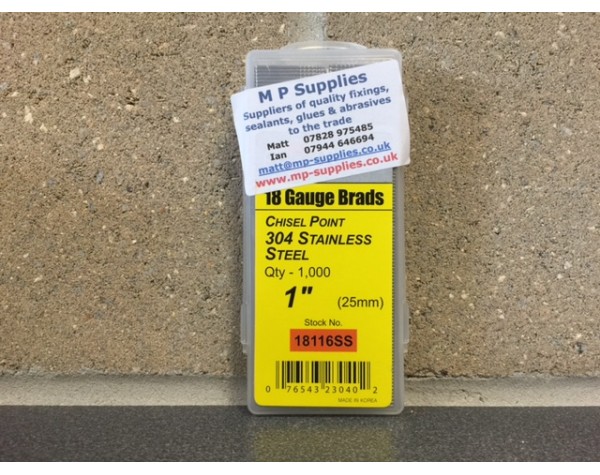 M P Supplies
Suppliers of quality fixings,
sealants, glues & abrasives
to the trade
Matt 07828 975485
Ian 07944 646694
matt@mp-supplies.co.uk
www.mp-supplies.co.uk
18 Gauge Brads
CHISEL POINT
304 STAINLESS
STEEL
Qty - 1,000
1" (25mm)
Stock No.
18116SS
0 76543 23040 2
MADE IN KOREA